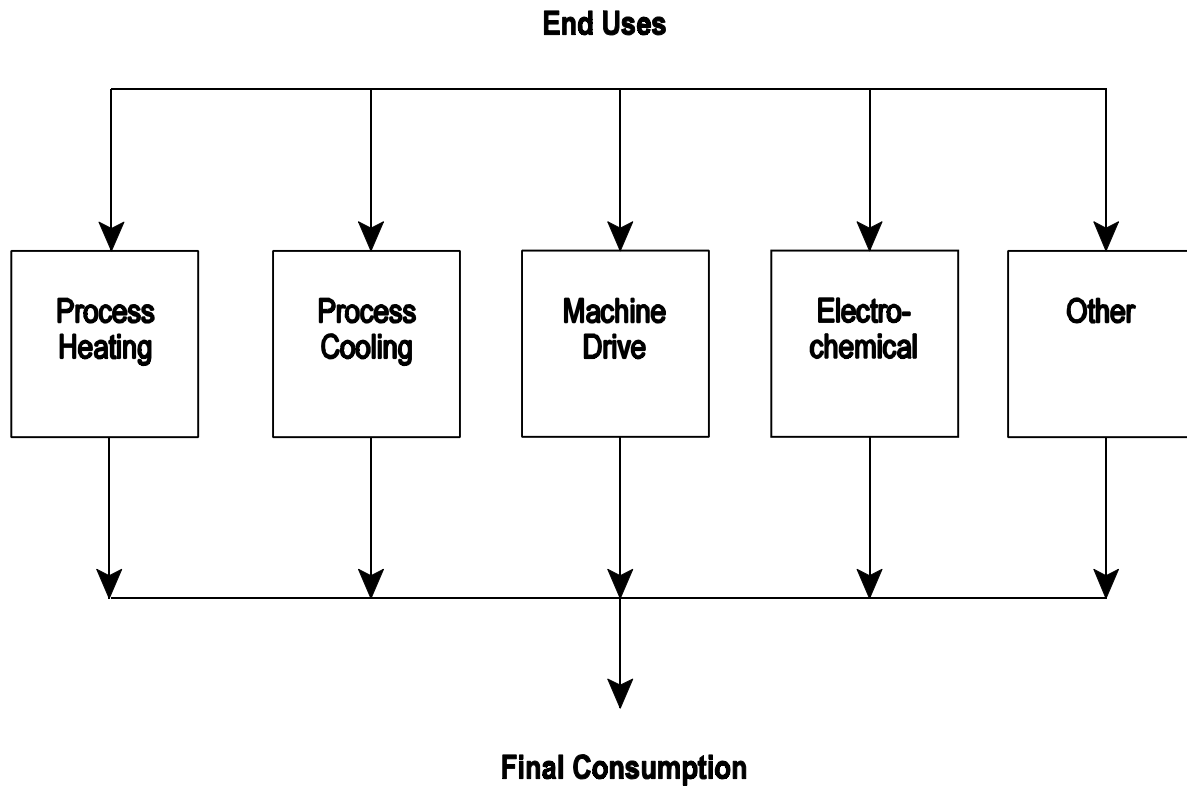 End Uses
Process
Heating
Process
Cooling
Machine
Drive
Electro-
chemical
Other
Final Consumption